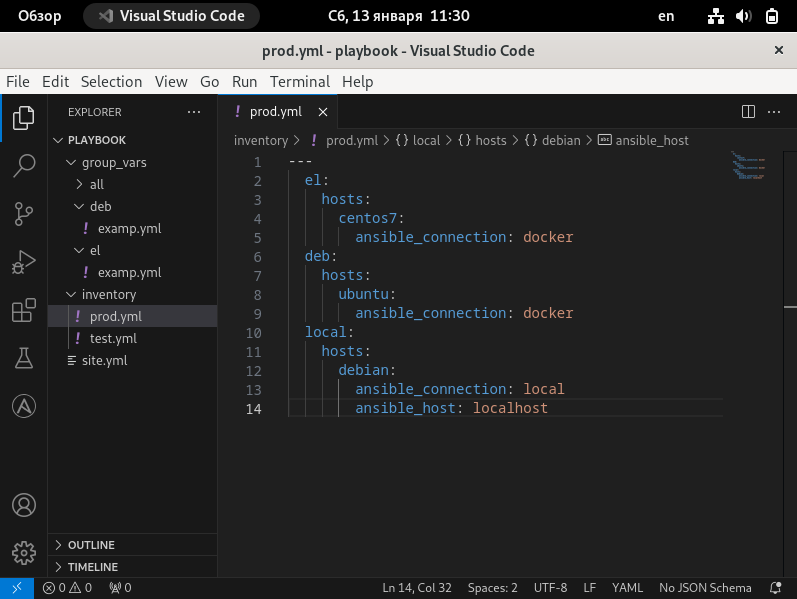 Обзор Visual Studio Code Сб, 13 января 11:30 en
prod.yml - playbook - Visual Studio Code ×
File Edit Selection View Go Run Terminal Help
EXPLORER ···
PLAYBOOK
group_vars
all
deb
! examp.yml
el
! examp.yml
inventory
! prod.yml
! test.yml
site.yml
OUTLINE
TIMELINE
! prod.yml ×
inventory > ! prod.yml > {} local > {} hosts > {} debian > abc ansible_host
1 ---
2 el:
3 hosts:
4 centos7:
5 ansible_connection: docker
6 deb:
7 hosts:
8 ubuntu:
9 ansible_connection: docker
10 local:
11 hosts:
12 debian:
13 ansible_connection: local
14 ansible_host: localhost
0 0 0 Ln 14, Col 32 Spaces: 2 UTF-8 LF YAML No JSON Schema